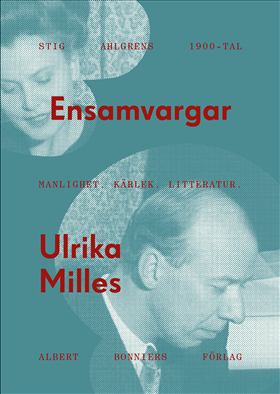 STIG AHLGRENS 1900-TAL
Ensamvargar
MANLIGHET. KÄRLEK. LITTERATUR.
Ulrika
Milles
ALBERT BONNIERS FÖRLAG